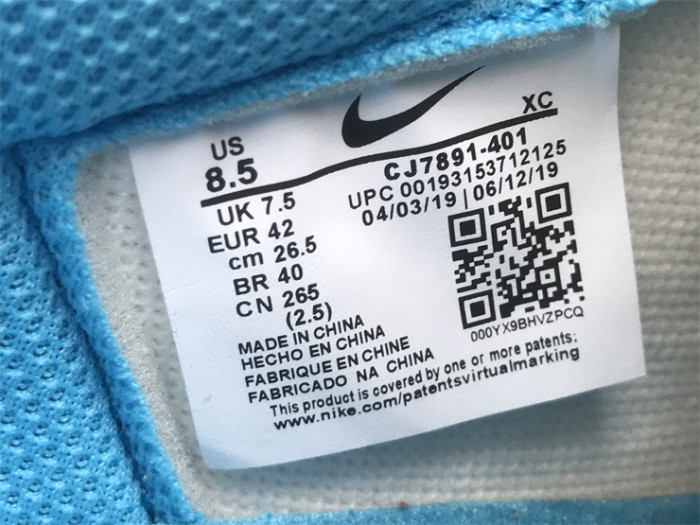 US
8.5
UK 7.5
EUR 42
cm 26.5
BR 40
CN 265
(2.5)
XC
CJ7891-401
UPC 00193153712125
04/03/19 | 06/12/19
000YX9BHVZPCQ
MADE IN CHINA
HECHO EN CHINA
FABRIQUE EN CHINE
FABRICADO NA CHINA
This product is covered by one or more patents:
www.nike.com/patentsvirtualmarking